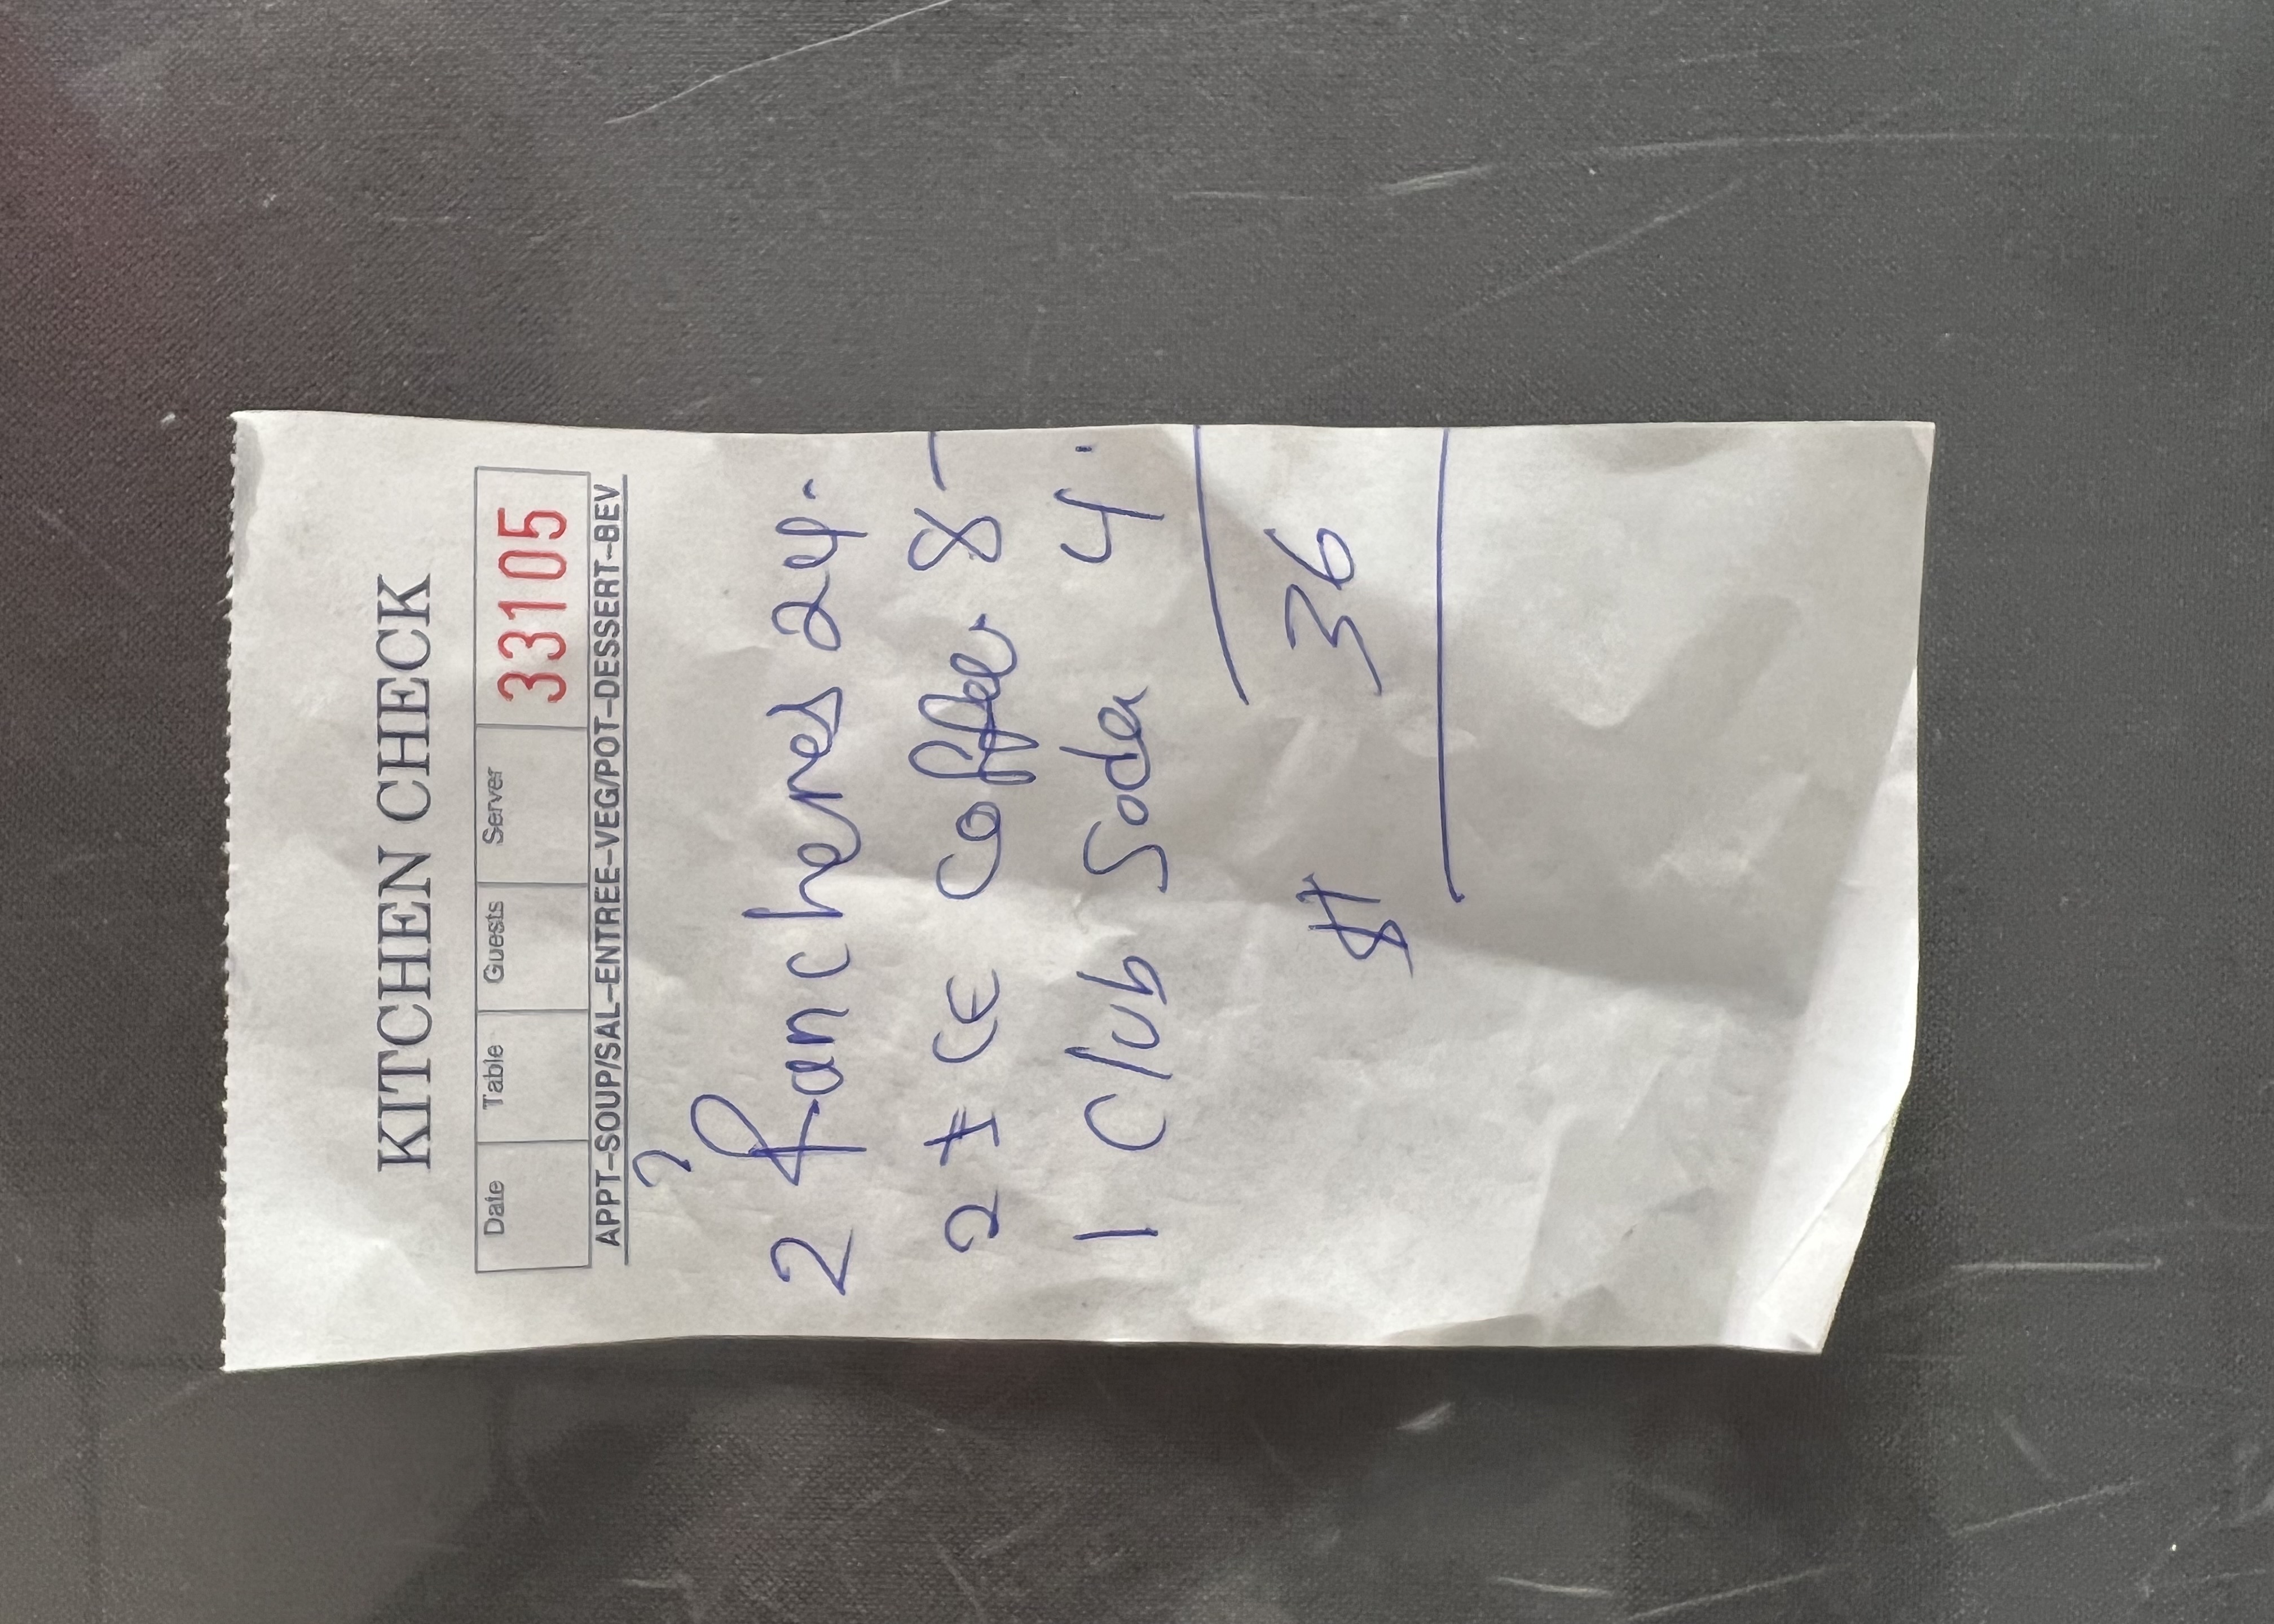 KITCHEN CHECK
Date Table Guests Server 33105
APPT-SOUP/SAL-ENTREE-VEG/POT-DESSERT-BEV
2 Rancheros 24.
2 ICE Coffee 8-
1 Club Soda 4.
$ 36